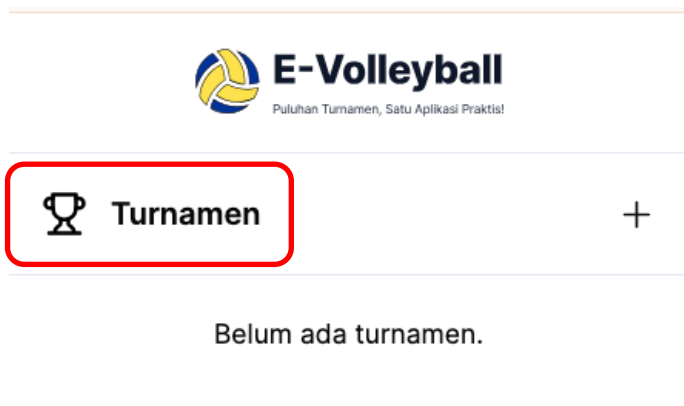 E-Volleyball
Puluhan Turnamen, Satu Aplikasi Praktis!
Turnamen
Belum ada turnamen.